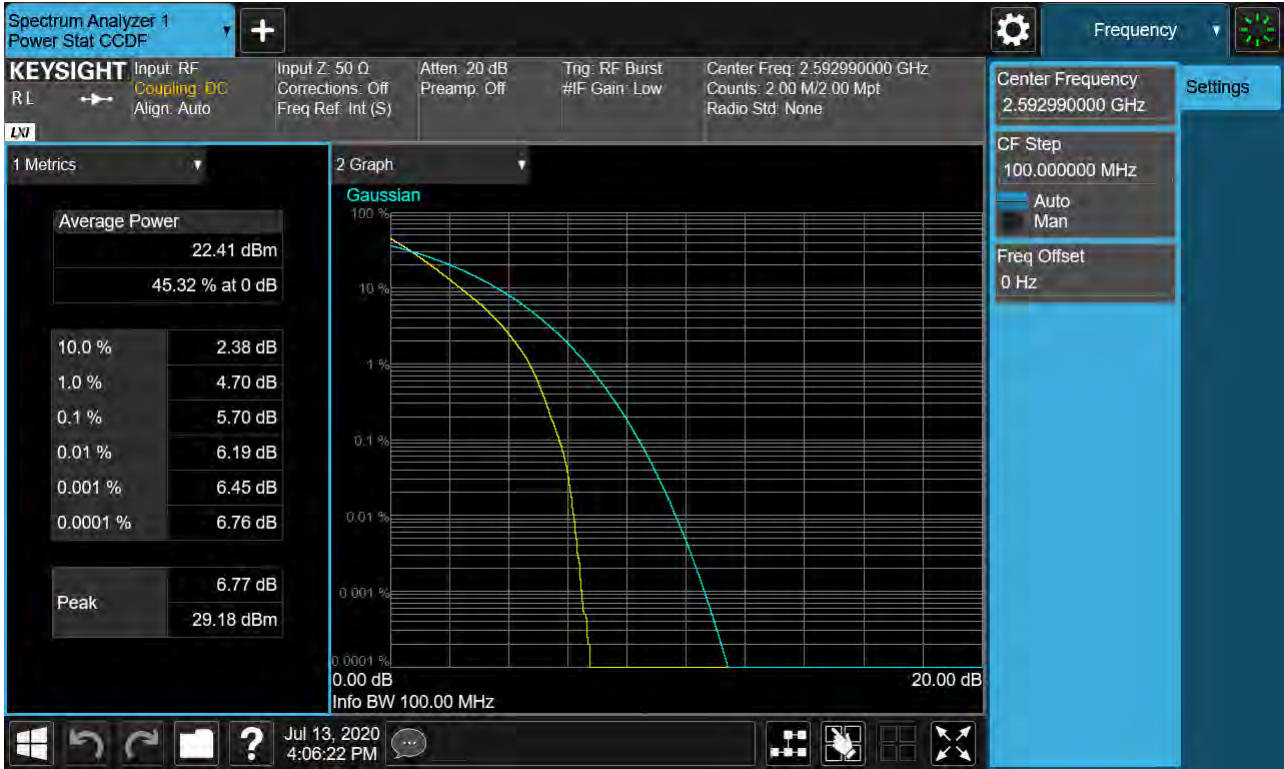 Spectrum Analyzer 1
Power Stat CCDF
Frequency
KEYSIGHT
R L
LXI
Input: RF
Coupling: DC
Align: Auto
Input Z: 50 Ω
Corrections: Off
Freq Ref: Int (S)
Atten: 20 dB
Preamp: Off
Trig: RF Burst
#IF Gain: Low
Center Freq: 2.592990000 GHz
Counts: 2.00 M/2.00 Mpt
Radio Std: None
Center Frequency
2.592990000 GHz
Settings
CF Step
100.000000 MHz
Auto
Man
Freq Offset
0 Hz
1 Metrics
Average Power
22.41 dBm
45.32 % at 0 dB
10.0 % 2.38 dB
1.0 % 4.70 dB
0.1 % 5.70 dB
0.01 % 6.19 dB
0.001 % 6.45 dB
0.0001 % 6.76 dB
Peak
6.77 dB
29.18 dBm
2 Graph
Gaussian
100 %
10 %
1 %
0.1 %
0.01 %
0.001 %
0.0001 %
0.00 dB 20.00 dB
Info BW 100.00 MHz
?
Jul 13, 2020
4:06:22 PM